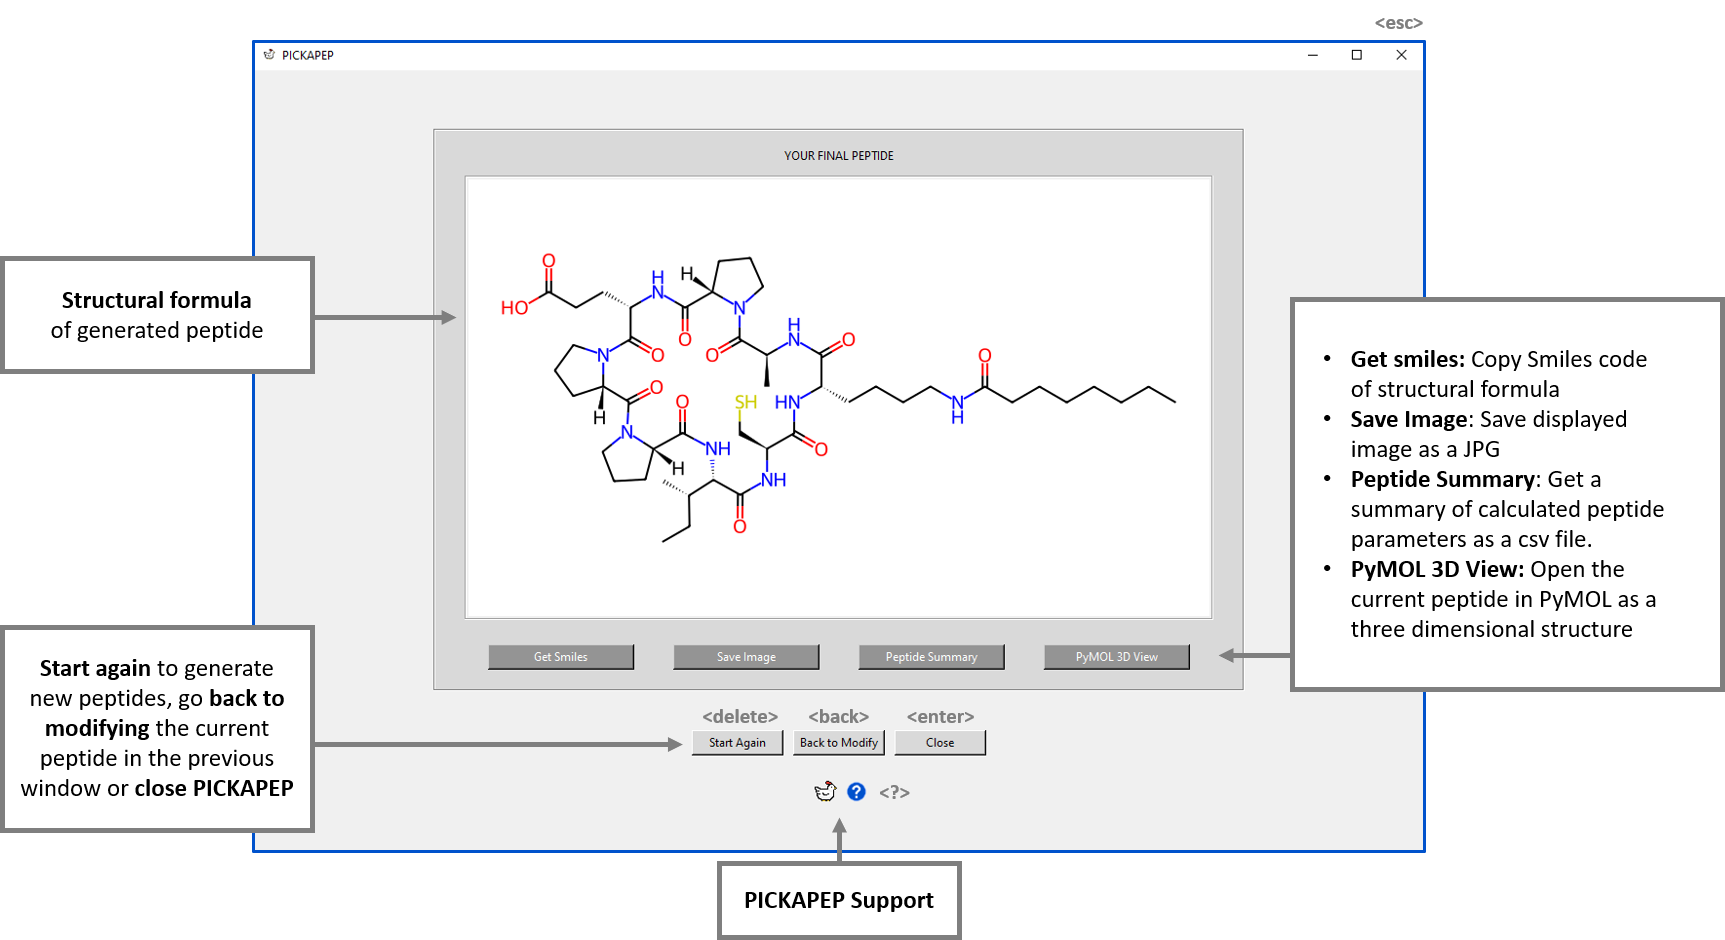 <esc>
PICKAPEP
YOUR FINAL PEPTIDE
Structural formula
of generated peptide
O
HO
H
N
O
H
N
O
O
H
N
O
N
O
H
N
O
O
NH
SH
HN
O
NH
O
H
O
N
H
Get Smiles
Save Image
Peptide Summary
PyMOL 3D View
• Get smiles: Copy Smiles code
of structural formula
• Save Image: Save displayed
image as a JPG
• Peptide Summary: Get a
summary of calculated peptide
parameters as a csv file.
• PyMOL 3D View: Open the
current peptide in PyMOL as a
three dimensional structure
Start again to generate
new peptides, go back to
modifying the current
peptide in the previous
window or close PICKAPEP
<delete>
<back>
<enter>
Start Again
Back to Modify
Close
?
<?>
PICKAPEP Support